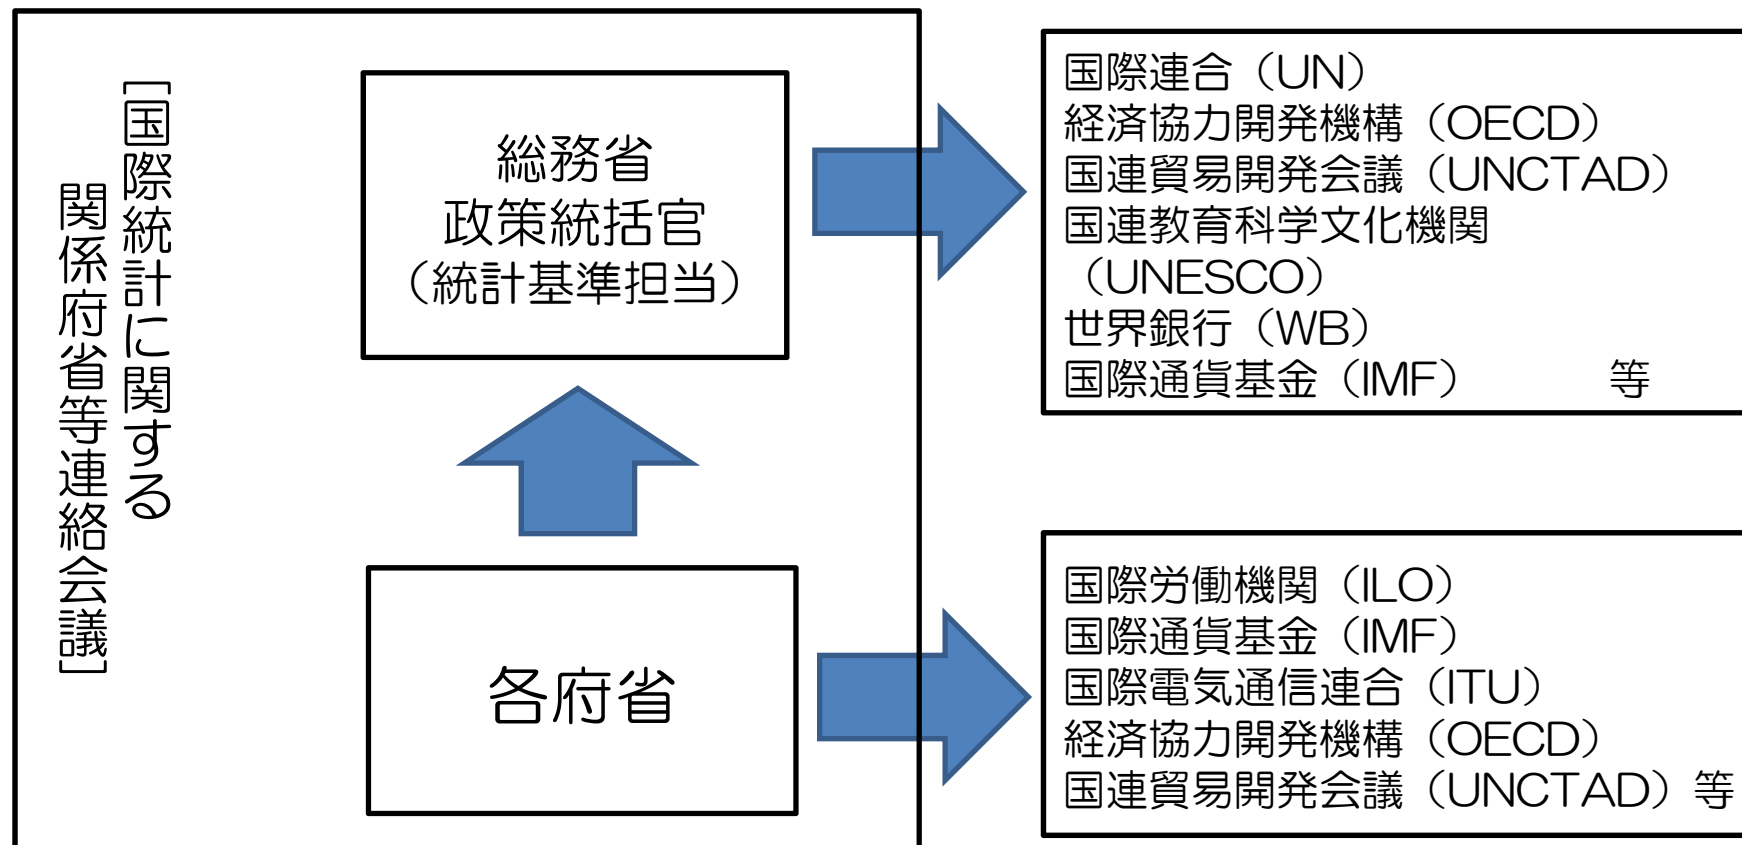 ［国際統計に関する
関係府省等連絡会議］
総務省
政策統括官
（統計基準担当）
各府省
国際連合（UN）
経済協力開発機構（OECD）
国連貿易開発会議（UNCTAD）
国連教育科学文化機関
（UNESCO）
世界銀行（WB）
国際通貨基金（IMF）　　　等
国際労働機関（ILO）
国際通貨基金（IMF）
国際電気通信連合（ITU）
経済協力開発機構（OECD）
国連貿易開発会議（UNCTAD）等